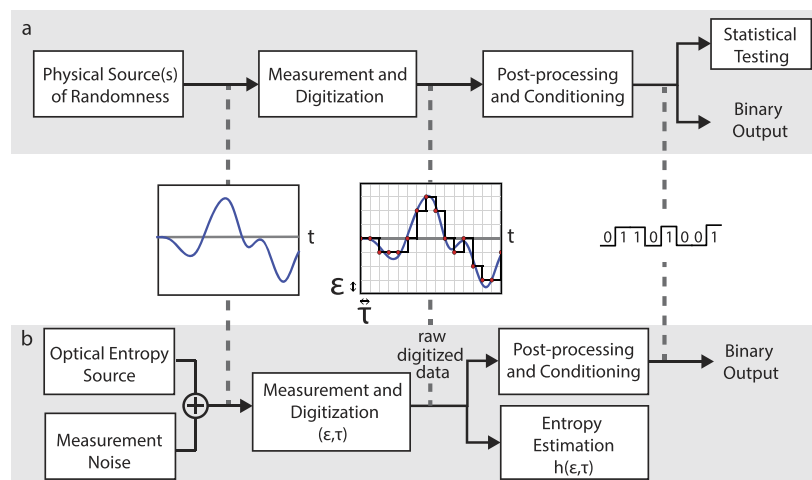 a
Physical Source(s)
of Randomness
Measurement and
Digitization
Post-processing
and Conditioning
Statistical
Testing
Binary
Output
t
t
ε
τ
0 1 1 0 1 0 0 1
b
Optical Entropy
Source
Measurement
Noise
Measurement and
Digitization
(ε,τ)
raw
digitized
data
Post-processing
and Conditioning
Binary
Output
Entropy
Estimation
h(ε,τ)